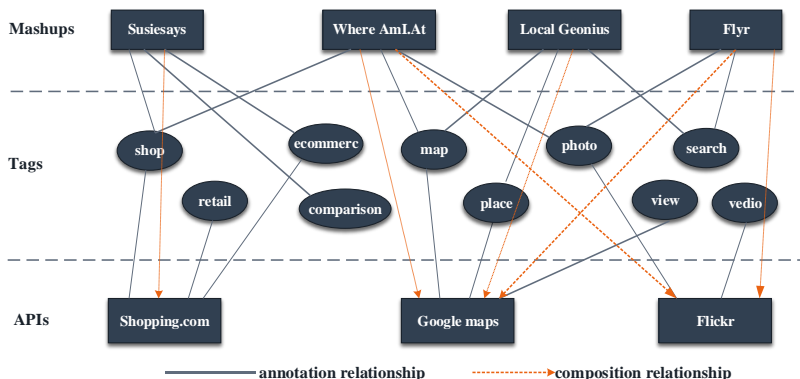 Mashups
Susiesays
Where AmI.At
Local Geonius
Flyr
Tags
shop
ecommerc
map
photo
search
retail
comparison
place
view
vedio
APIs
Shopping.com
Google maps
Flickr
annotation relationship
composition relationship